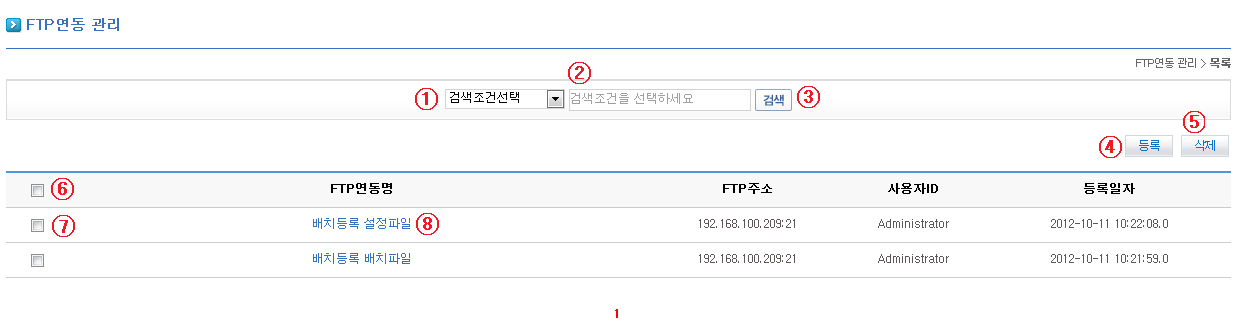 FTP연동 관리
FTP연동 관리 > 목록
②
① 검색조건선택 검색조건을 선택하세요 검색 ③
⑤
④ 등록 삭제
⑥ FTP연동명 FTP주소 사용자ID 등록일자
⑦ 배치등록 설정파일 ⑧ 192.168.100.209:21 Administrator 2012-10-11 10:22:08.0
배치등록 배치파일 192.168.100.209:21 Administrator 2012-10-11 10:21:59.0
1